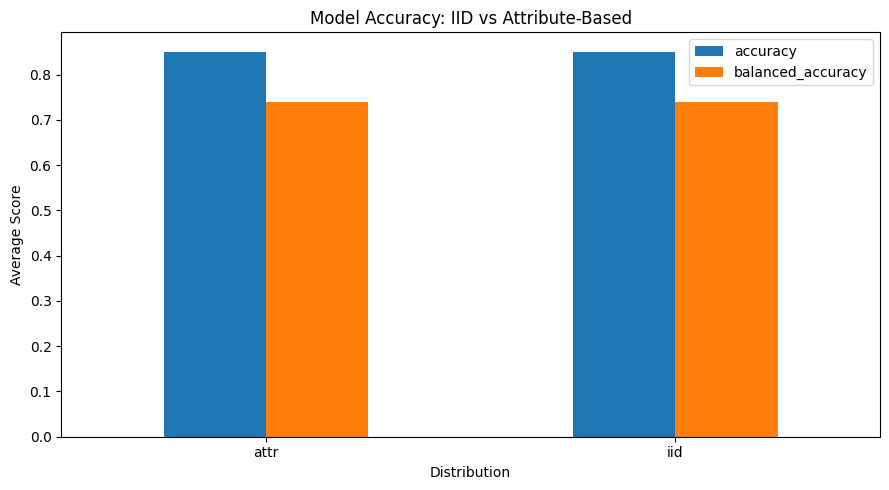 Model Accuracy: IID vs Attribute-Based
accuracy
balanced_accuracy
Average Score
0.8
0.7
0.6
0.5
0.4
0.3
0.2
0.1
0.0
attr
iid
Distribution